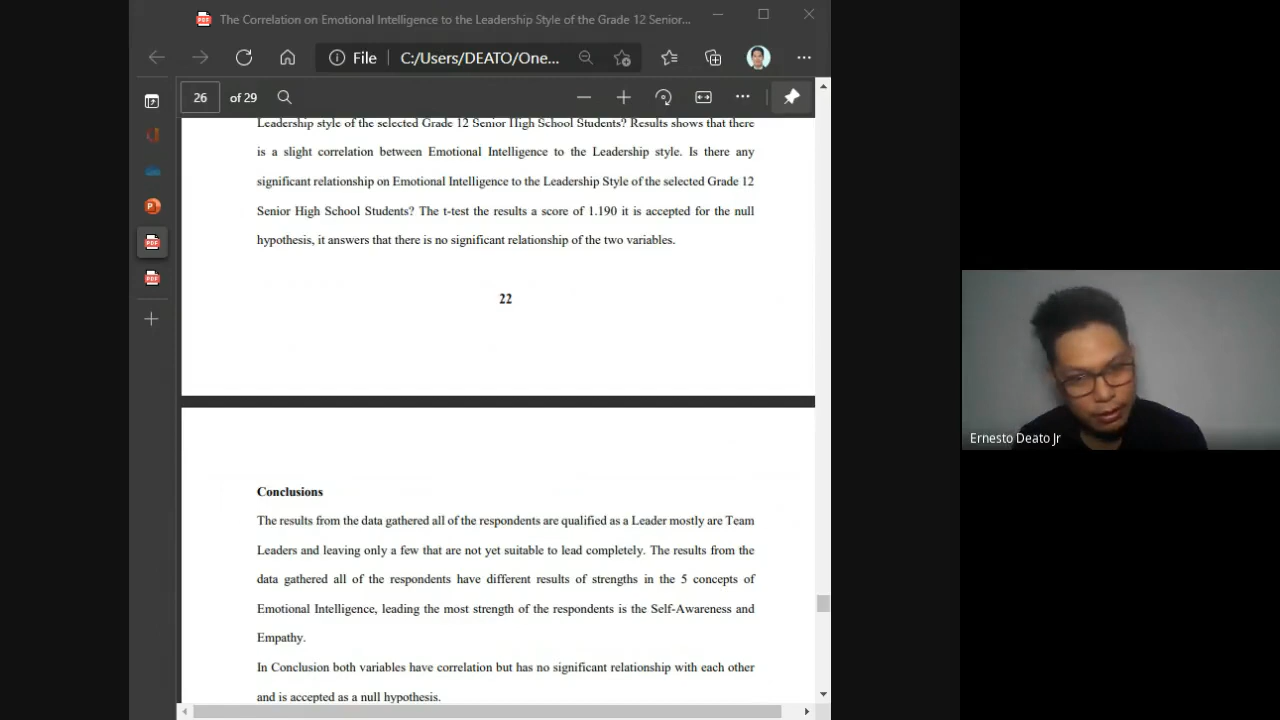 The Correlation on Emotional Intelligence to the Leadership Style of the Grade 12 Senior...
File
C:/Users/DEATO/One...
26
of 29
Leadership style of the selected Grade 12 Senior High School Students? Results shows that there
is a slight correlation between Emotional Intelligence to the Leadership style. Is there any
significant relationship on Emotional Intelligence to the Leadership Style of the selected Grade 12
Senior High School Students? The t-test the results a score of 1.190 it is accepted for the null
hypothesis, it answers that there is no significant relationship of the two variables.
22
Conclusions
The results from the data gathered all of the respondents are qualified as a Leader mostly are Team
Leaders and leaving only a few that are not yet suitable to lead completely. The results from the
data gathered all of the respondents have different results of strengths in the 5 concepts of
Emotional Intelligence, leading the most strength of the respondents is the Self-Awareness and
Empathy.
In Conclusion both variables have correlation but has no significant relationship with each other
and is accepted as a null hypothesis.
Ernesto Deato Jr